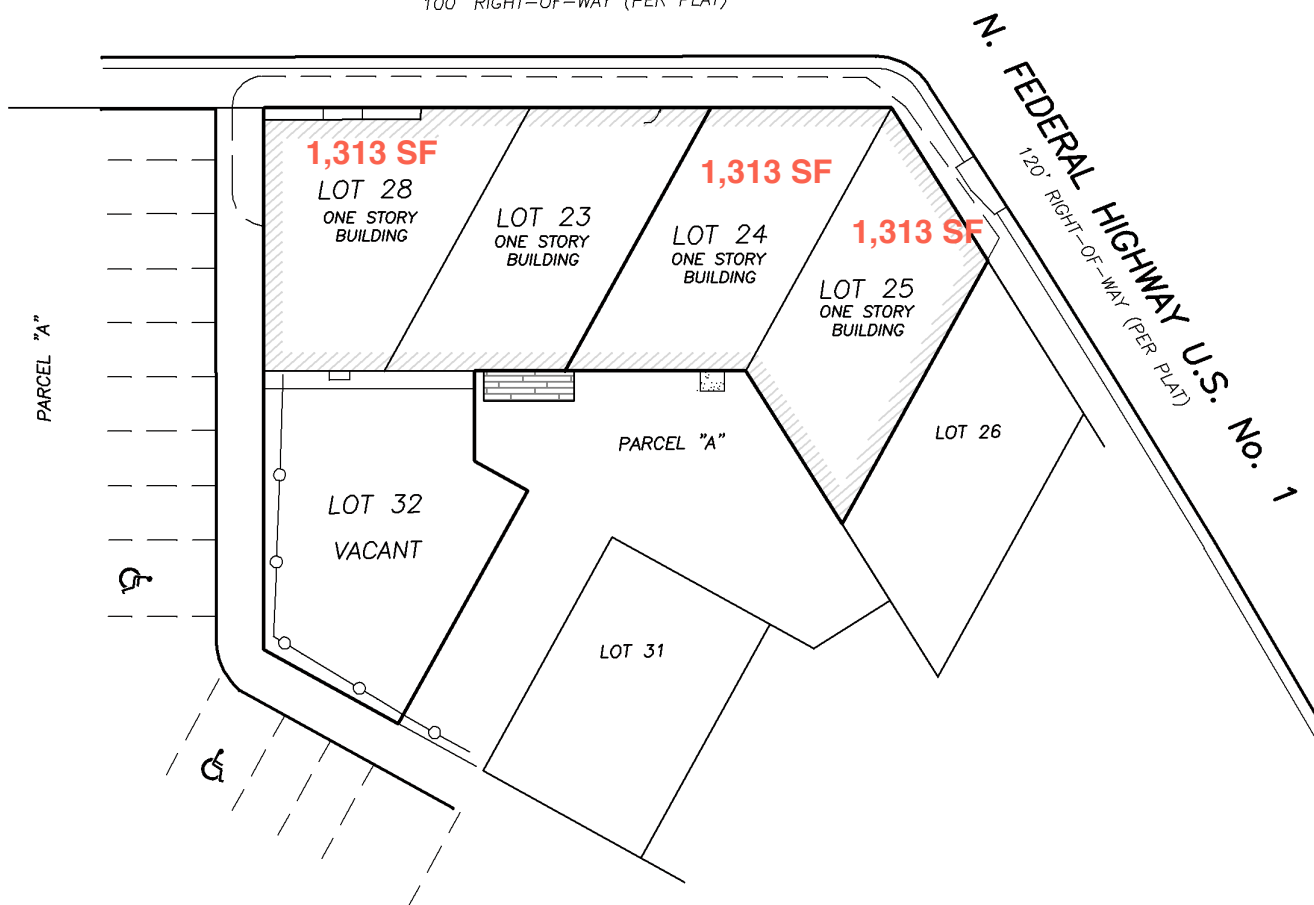 100' RIGHT-OF-WAY (PER PLAT)
N. FEDERAL HIGHWAY U.S. No. 1
120' RIGHT-OF-WAY (PER PLAT)
1,313 SF
LOT 28
ONE STORY
BUILDING
LOT 23
ONE STORY
BUILDING
1,313 SF
LOT 24
ONE STORY
BUILDING
1,313 SF
LOT 25
ONE STORY
BUILDING
PARCEL "A"
PARCEL "A"
LOT 26
LOT 32
VACANT
LOT 31